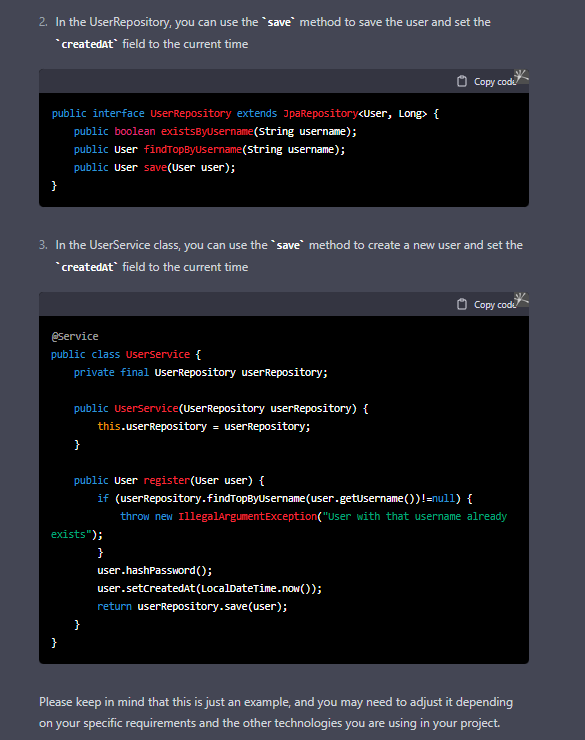 2. In the UserRepository, you can use the `save` method to save the user and set the
`createdAt` field to the current time
Copy code
public interface UserRepository extends JpaRepository<User, Long> {
    public boolean existsByUsername(String username);
    public User findTopByUsername(String username);
    public User save(User user);
}
3. In the UserService class, you can use the `save` method to create a new user and set the
`createdAt` field to the current time
Copy code
@Service
public class UserService {
    private final UserRepository userRepository;
    public UserService(UserRepository userRepository) {
        this.userRepository = userRepository;
    }
    public User register(User user) {
        if (userRepository.findTopByUsername(user.getUsername())!=null) {
            throw new IllegalArgumentException("User with that username already
exists");
        }
        user.hashPassword();
        user.setCreatedAt(LocalDateTime.now());
        return userRepository.save(user);
    }
}
Please keep in mind that this is just an example, and you may need to adjust it depending
on your specific requirements and the other technologies you are using in your project.